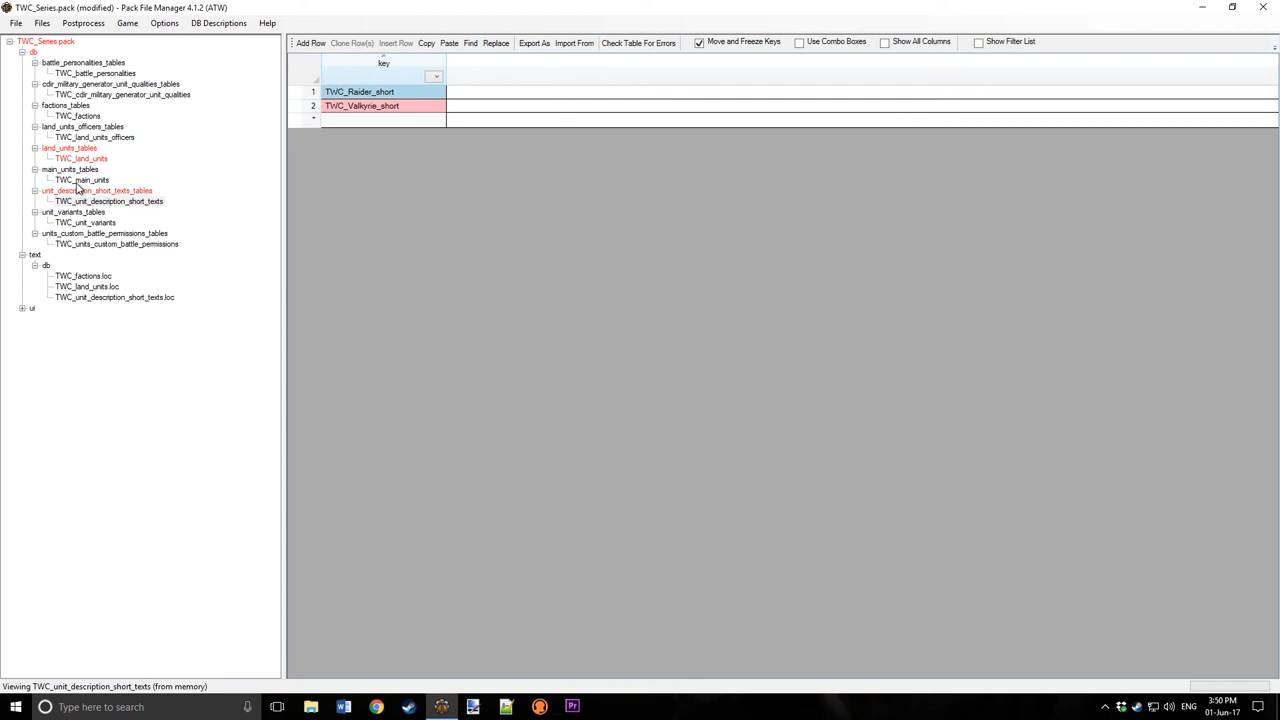 TWC_Series.pack (modified) - Pack File Manager 4.1.2 (ATW)
File Files Postprocess Game Options DB Descriptions Help
TWC_Series.pack
db
battle_personalities_tables
TWC_battle_personalities
cdir_military_generator_unit_qualities_tables
TWC_cdir_military_generator_unit_qualities
factions_tables
TWC_factions
land_units_officers_tables
TWC_land_units_officers
land_units_tables
TWC_land_units
main_units_tables
TWC_main_units
unit_description_short_texts_tables
TWC_unit_description_short_texts
unit_variants_tables
TWC_unit_variants
units_custom_battle_permissions_tables
TWC_units_custom_battle_permissions
text
db
TWC_factions.loc
TWC_land_units.loc
TWC_unit_description_short_texts.loc
ui
Add Row Clone Row(s) Insert Row Copy Paste Find Replace Export As Import From Check Table For Errors Move and Freeze Keys Use Combo Boxes Show All Columns Show Filter List
key
1 TWC_Raider_short
2 TWC_Valkyrie_short
*
Viewing TWC_unit_description_short_texts (from memory)
Type here to search
ENG
3:50 PM
01-Jun-17